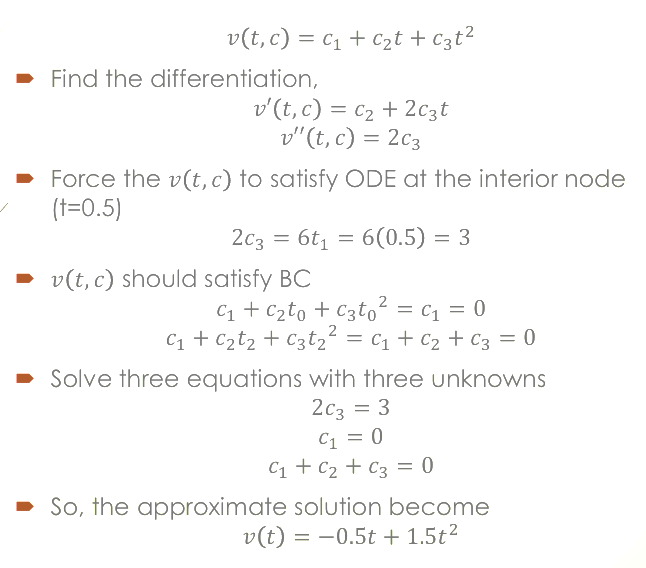 v(t, c) = c₁ + c₂t + c₃t²
Find the differentiation,
v′(t, c) = c₂ + 2c₃t
v′′(t, c) = 2c₃
Force the v(t, c) to satisfy ODE at the interior node
(t=0.5)
2c₃ = 6t₁ = 6(0.5) = 3
v(t, c) should satisfy BC
c₁ + c₂t₀ + c₃t₀² = c₁ = 0
c₁ + c₂t₂ + c₃t₂² = c₁ + c₂ + c₃ = 0
Solve three equations with three unknowns
2c₃ = 3
c₁ = 0
c₁ + c₂ + c₃ = 0
So, the approximate solution become
v(t) = −0.5t + 1.5t²